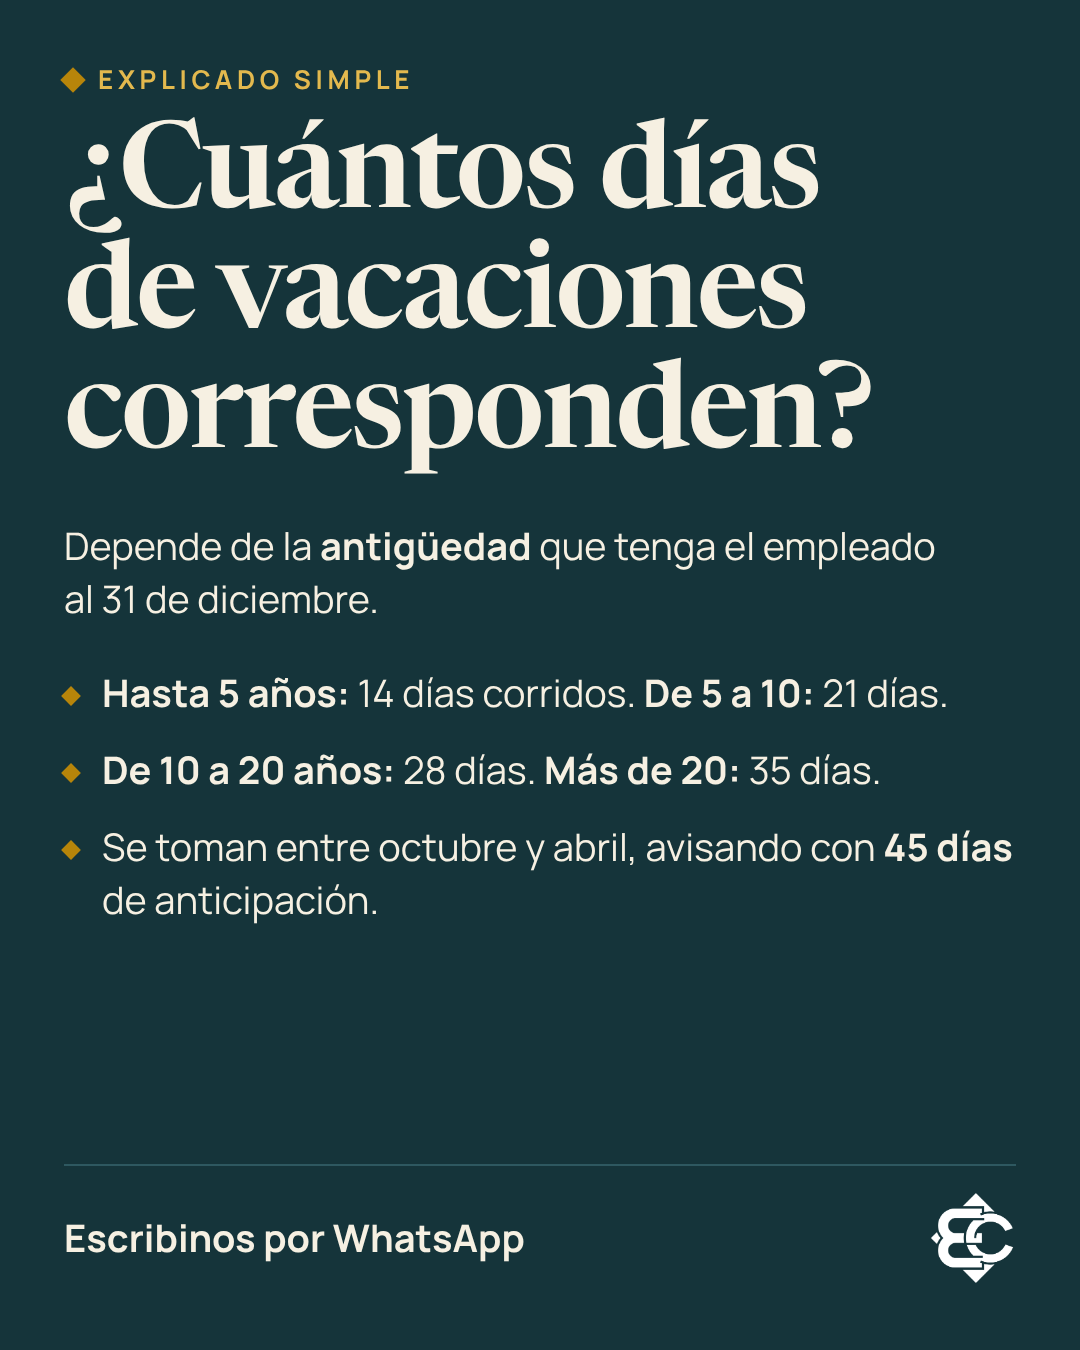 EXPLICADO SIMPLE
¿Cuántos días
de vacaciones
corresponden?
Depende de la antigüedad que tenga el empleado
al 31 de diciembre.
Hasta 5 años: 14 días corridos. De 5 a 10: 21 días.
De 10 a 20 años: 28 días. Más de 20: 35 días.
Se toman entre octubre y abril, avisando con 45 días
de anticipación.
Escribinos por WhatsApp
EC